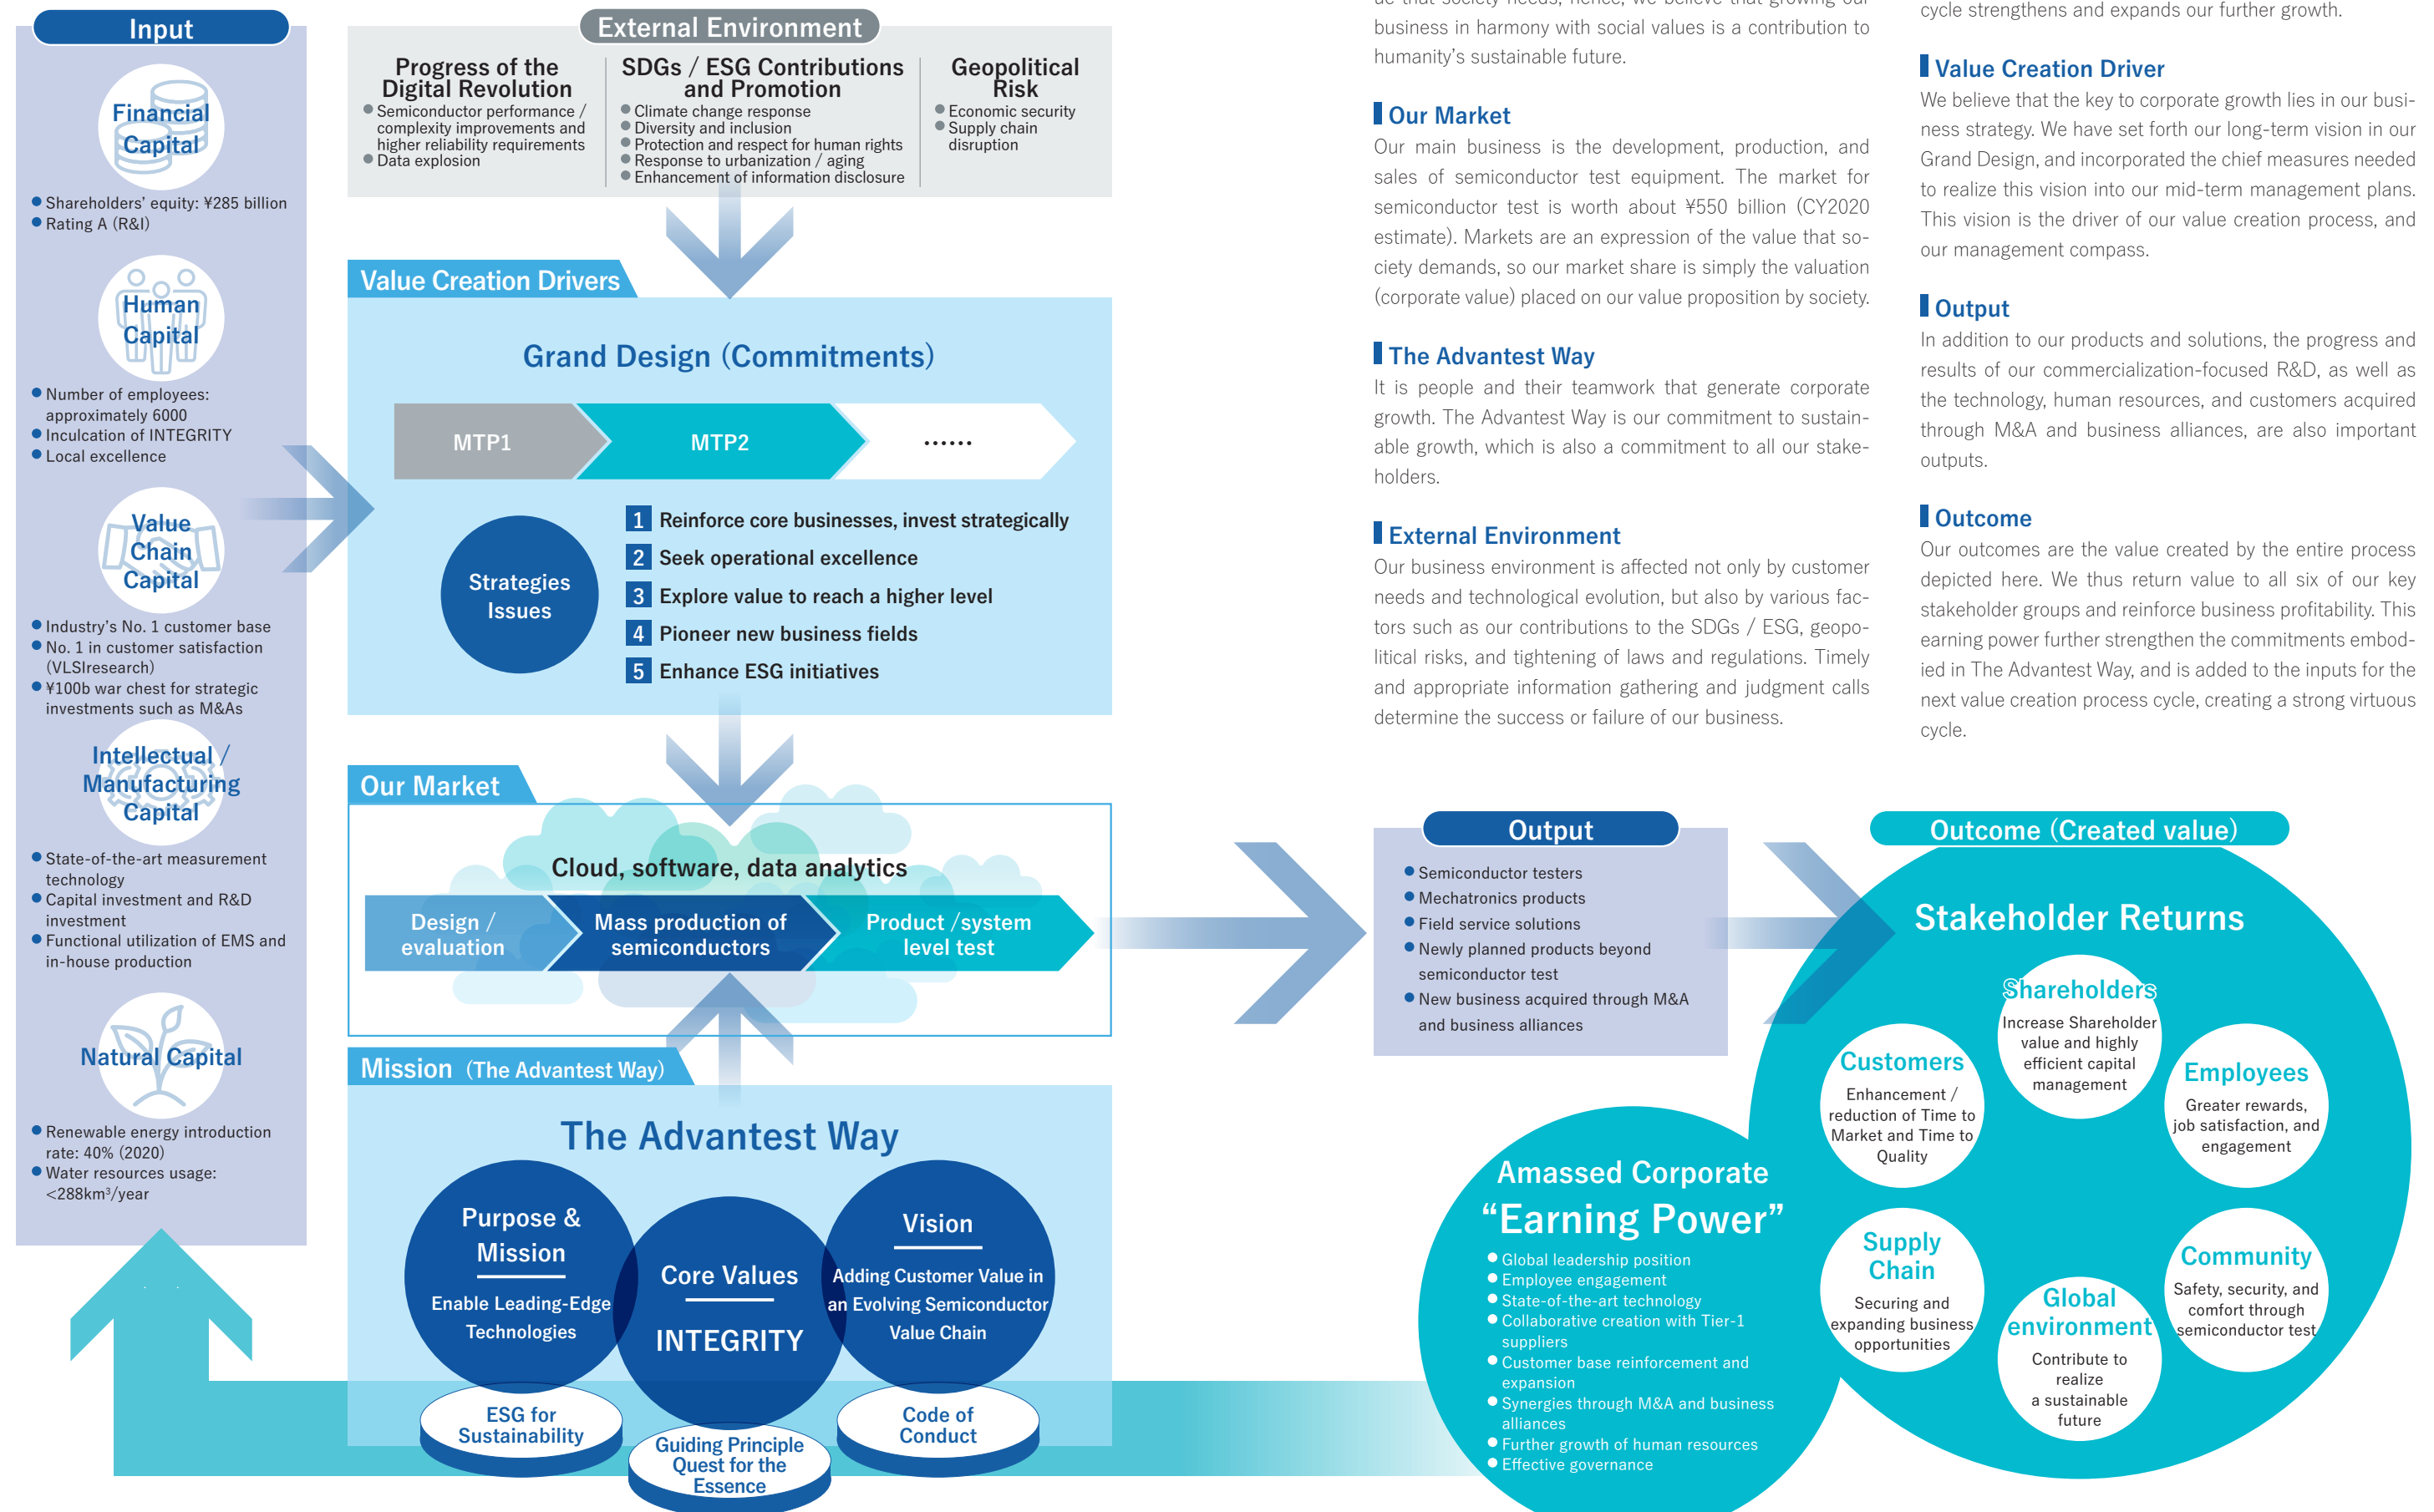 Input
Financial
Capital
Shareholders' equity: ¥285 billion
Rating A (R&I)
Human
Capital
Number of employees:
approximately 6000
Inculcation of INTEGRITY
Local excellence
Value
Chain
Capital
Industry's No. 1 customer base
No. 1 in customer satisfaction
(VLSIresearch)
¥100b war chest for strategic
investments such as M&As
Intellectual /
Manufacturing
Capital
State-of-the-art measurement
technology
Capital investment and R&D
investment
Functional utilization of EMS and
in-house production
Natural Capital
Renewable energy introduction
rate: 40% (2020)
Water resources usage:
<288km³/year
External Environment
Progress of the
Digital Revolution
Semiconductor performance /
complexity improvements and
higher reliability requirements
Data explosion
SDGs / ESG Contributions
and Promotion
Climate change response
Diversity and inclusion
Protection and respect for human rights
Response to urbanization / aging
Enhancement of information disclosure
Geopolitical
Risk
Economic security
Supply chain
disruption
Value Creation Drivers
Grand Design (Commitments)
MTP1
MTP2
······
Strategies
Issues
1 Reinforce core businesses, invest strategically
2 Seek operational excellence
3 Explore value to reach a higher level
4 Pioneer new business fields
5 Enhance ESG initiatives
Our Market
Cloud, software, data analytics
Design /
evaluation
Mass production of
semiconductors
Product /system
level test
Mission (The Advantest Way)
The Advantest Way
Purpose &
Mission
Enable Leading-Edge
Technologies
Core Values
INTEGRITY
Vision
Adding Customer Value in
an Evolving Semiconductor
Value Chain
ESG for
Sustainability
Guiding Principle
Quest for the
Essence
Code of
Conduct
ue that society needs, hence, we believe that growing our
business in harmony with social values is a contribution to
humanity's sustainable future.
Our Market
Our main business is the development, production, and
sales of semiconductor test equipment. The market for
semiconductor test is worth about ¥550 billion (CY2020
estimate). Markets are an expression of the value that so-
ciety demands, so our market share is simply the valuation
(corporate value) placed on our value proposition by society.
The Advantest Way
It is people and their teamwork that generate corporate
growth. The Advantest Way is our commitment to sustain-
able growth, which is also a commitment to all our stake-
holders.
External Environment
Our business environment is affected not only by customer
needs and technological evolution, but also by various fac-
tors such as our contributions to the SDGs / ESG, geopo-
litical risks, and tightening of laws and regulations. Timely
and appropriate information gathering and judgment calls
determine the success or failure of our business.
cycle strengthens and expands our further growth.
Value Creation Driver
We believe that the key to corporate growth lies in our busi-
ness strategy. We have set forth our long-term vision in our
Grand Design, and incorporated the chief measures needed
to realize this vision into our mid-term management plans.
This vision is the driver of our value creation process, and
our management compass.
Output
In addition to our products and solutions, the progress and
results of our commercialization-focused R&D, as well as
the technology, human resources, and customers acquired
through M&A and business alliances, are also important
outputs.
Outcome
Our outcomes are the value created by the entire process
depicted here. We thus return value to all six of our key
stakeholder groups and reinforce business profitability. This
earning power further strengthen the commitments embod-
ied in The Advantest Way, and is added to the inputs for the
next value creation process cycle, creating a strong virtuous
cycle.
Output
Semiconductor testers
Mechatronics products
Field service solutions
Newly planned products beyond
semiconductor test
New business acquired through M&A
and business alliances
Outcome (Created value)
Stakeholder Returns
Shareholders
Increase Shareholder
value and highly
efficient capital
management
Customers
Enhancement /
reduction of Time to
Market and Time to
Quality
Employees
Greater rewards,
job satisfaction, and
engagement
Supply
Chain
Securing and
expanding business
opportunities
Community
Safety, security, and
comfort through
semiconductor test
Global
environment
Contribute to
realize
a sustainable
future
Amassed Corporate
“Earning Power”
Global leadership position
Employee engagement
State-of-the-art technology
Collaborative creation with Tier-1
suppliers
Customer base reinforcement and
expansion
Synergies through M&A and business
alliances
Further growth of human resources
Effective governance